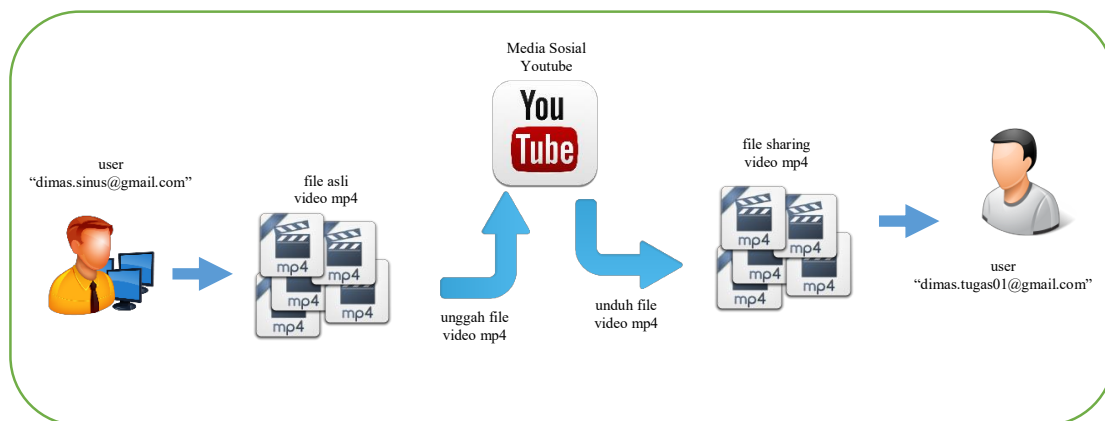 Media Sosial
Youtube
You
Tube
user
“dimas.sinus@gmail.com”
file asli
video mp4
mp4
mp4
mp4
mp4
mp4
unggah file
video mp4
unduh file
video mp4
file sharing
video mp4
mp4
mp4
mp4
mp4
mp4
user
“dimas.tugas01@gmail.com”